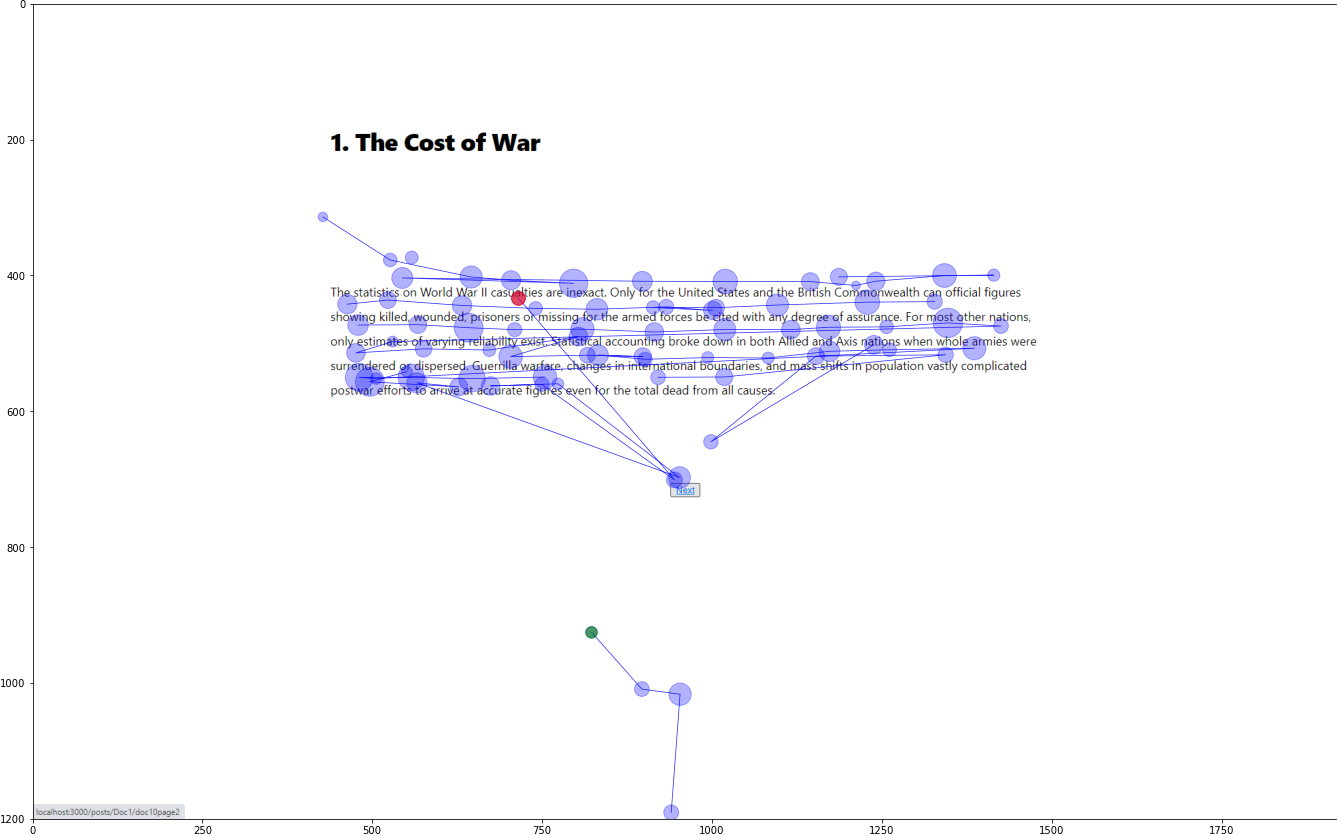 0
200
1. The Cost of War
400
The statistics on World War II casualties are inexact. Only for the United States and the British Commonwealth can official figures
showing killed, wounded, prisoners or missing for the armed forces be cited with any degree of assurance. For most other nations,
only estimates of varying reliability exist. Statistical accounting broke down in both Allied and Axis nations when whole armies were
surrendered or dispersed. Guerrilla warfare, changes in international boundaries, and mass shifts in population vastly complicated
postwar efforts to arrive at accurate figures even for the total dead from all causes.
600
Next
800
1000
localhost:3000/posts/Doc1/doc10page2
1200
0 250 500 750 1000 1250 1500 1750